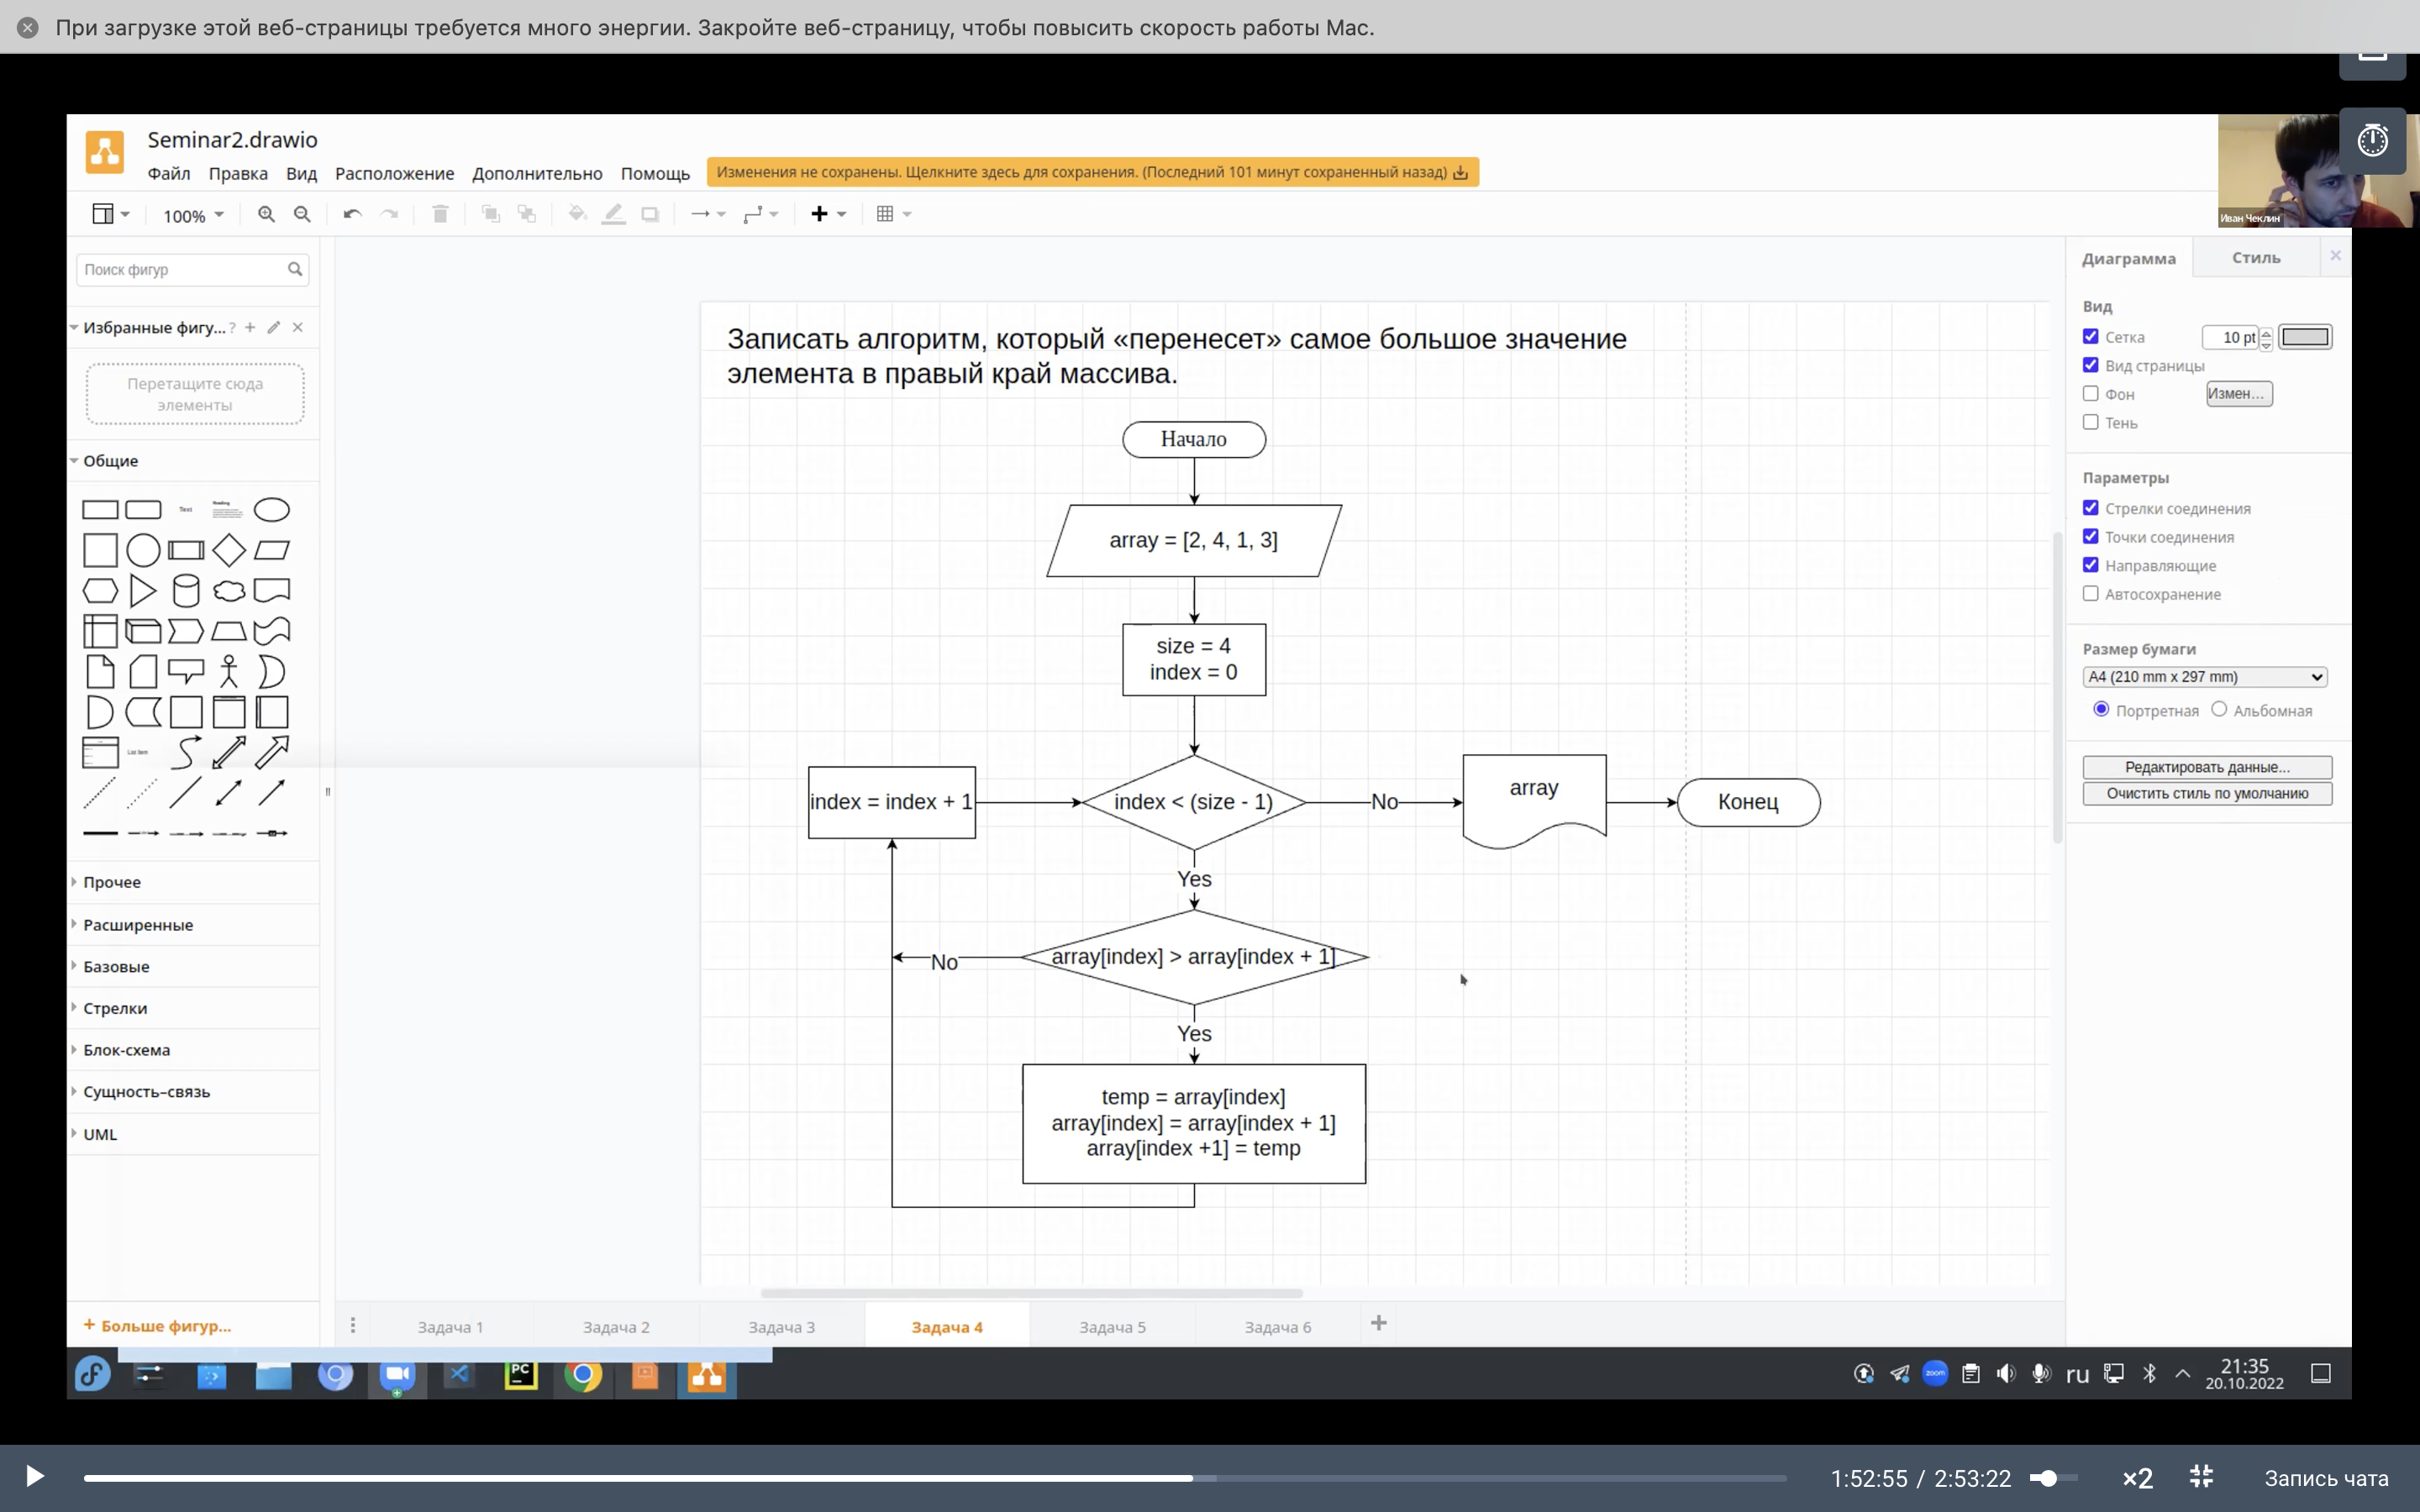 При загрузке этой веб-страницы требуется много энергии. Закройте веб-страницу, чтобы повысить скорость работы Mac.
Seminar2.drawio
Файл Правка Вид Расположение Дополнительно Помощь
Изменения не сохранены. Щелкните здесь для сохранения. (Последний 101 минут сохраненный назад)
Иван Чеклин
100%
Поиск фигур
Избранные фигу... ?
Перетащите сюда
элементы
Общие
Text
Heading
List Item
Прочее
Расширенные
Базовые
Стрелки
Блок-схема
Сущность-связь
UML
+ Больше фигур...
Записать алгоритм, который «перенесет» самое большое значение
элемента в правый край массива.
Начало
array = [2, 4, 1, 3]
size = 4
index = 0
index = index + 1
index < (size - 1)
No
array
Конец
Yes
array[index] > array[index + 1]
No
Yes
temp = array[index]
array[index] = array[index + 1]
array[index +1] = temp
Диаграмма Стиль
Вид
Сетка 10 pt
Вид страницы
Фон Измен...
Тень
Параметры
Стрелки соединения
Точки соединения
Направляющие
Автосохранение
Размер бумаги
A4 (210 mm x 297 mm)
Портретная Альбомная
Редактировать данные...
Очистить стиль по умолчанию
Задача 1 Задача 2 Задача 3 Задача 4 Задача 5 Задача 6
PC
zoom
ru
21:35
20.10.2022
1:52:55 / 2:53:22
×2
Запись чата